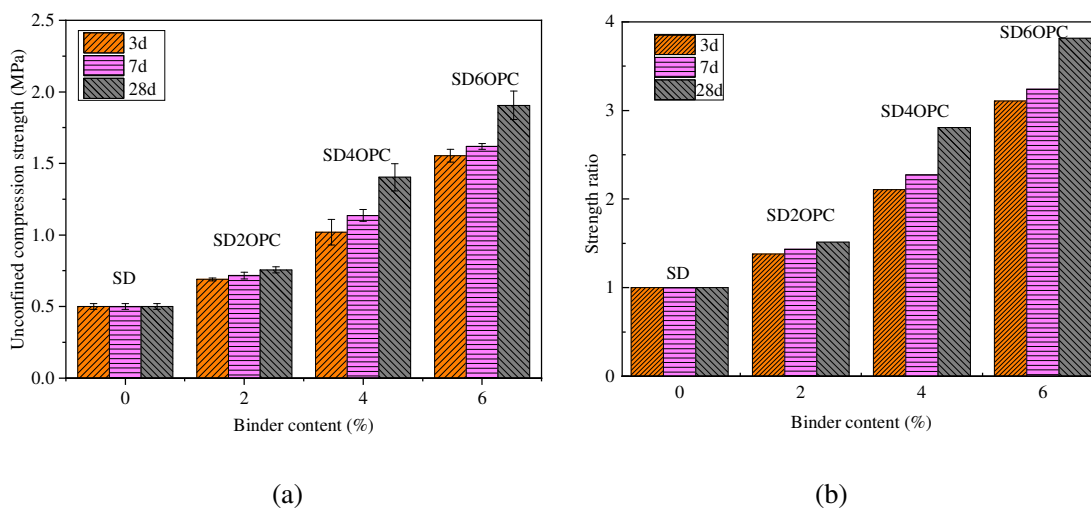 2.5
2.0
1.5
1.0
0.5
0.0
Unconfined compression strength (MPa)
3d
7d
28d
SD
SD2OPC
SD4OPC
SD6OPC
0 2 4 6
Binder content (%)
(a)
4
3
2
1
0
Strength ratio
3d
7d
28d
SD
SD2OPC
SD4OPC
SD6OPC
0 2 4 6
Binder content (%)
(b)